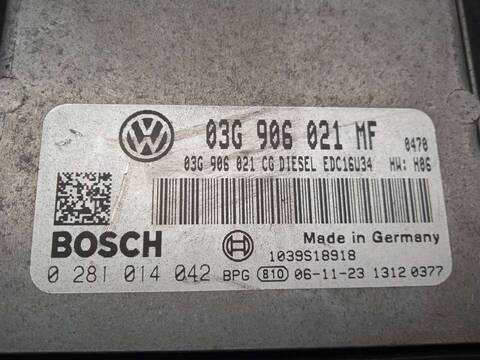 03G 906 021 MF 0470
03G 906 021 CG DIESEL EDC16U34 HW: H06
BOSCH
Made in Germany
1039S18918
0 281 014 042 BPG 810 06-11-23 1312 0377